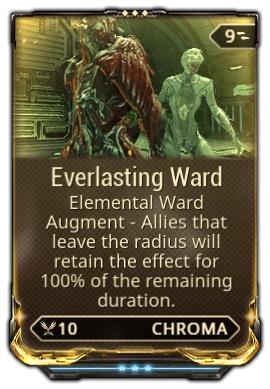 9
Everlasting Ward
Elemental Ward
Augment - Allies that
leave the radius will
retain the effect for
100% of the remaining
duration.
10 CHROMA